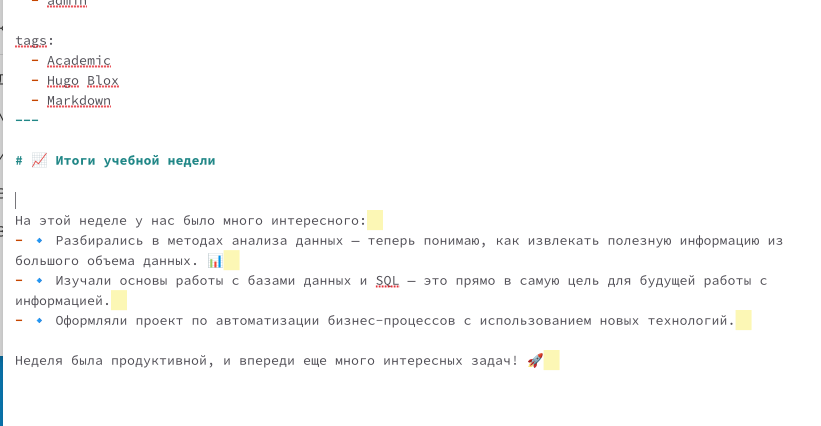 - admin
tags:
- Academic
- Hugo Blox
- Markdown
---
# 📈 Итоги учебной недели
На этой неделе у нас было много интересного:
- 🔹 Разбирались в методах анализа данных — теперь понимаю, как извлекать полезную информацию из
большого объема данных. 📊
- 🔹 Изучали основы работы с базами данных и SQL — это прямо в самую цель для будущей работы с
информацией.
- 🔹 Оформляли проект по автоматизации бизнес-процессов с использованием новых технологий.
Неделя была продуктивной, и впереди еще много интересных задач! 🚀